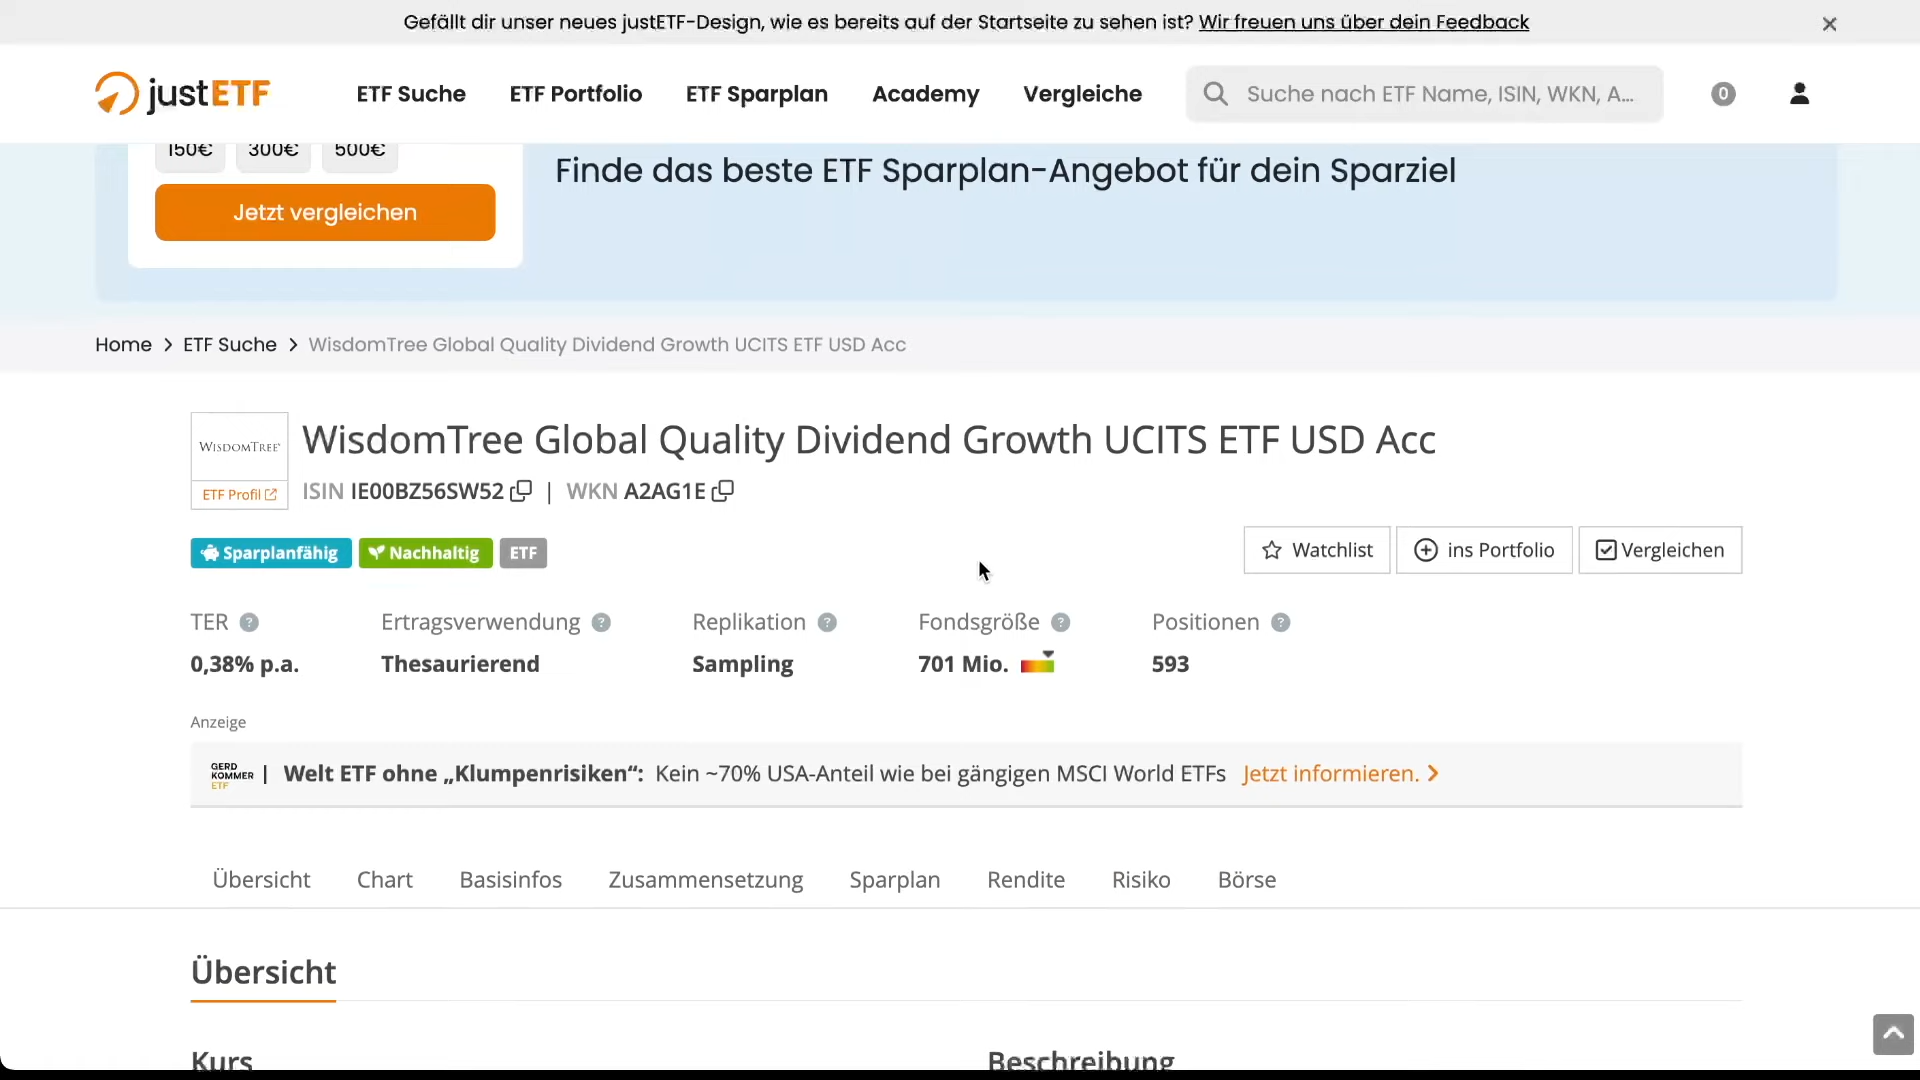 Gefällt dir unser neues justETF-Design, wie es bereits auf der Startseite zu sehen ist? Wir freuen uns über dein Feedback
justETF
ETF Suche
ETF Portfolio
ETF Sparplan
Academy
Vergleiche
Suche nach ETF Name, ISIN, WKN, A...
0
150€
300€
500€
Finde das beste ETF Sparplan-Angebot für dein Sparziel
Jetzt vergleichen
Home > ETF Suche > WisdomTree Global Quality Dividend Growth UCITS ETF USD Acc
WISDOMTREE
ETF Profil
WisdomTree Global Quality Dividend Growth UCITS ETF USD Acc
ISIN IE00BZ56SW52 | WKN A2AG1E
Sparplanfähig
Nachhaltig
ETF
Watchlist
ins Portfolio
Vergleichen
TER ?
Ertragsverwendung ?
Replikation ?
Fondsgröße ?
Positionen ?
0,38% p.a.
Thesaurierend
Sampling
701 Mio.
593
Anzeige
GERD
KOMMER
ETF
| Welt ETF ohne „Klumpenrisiken“: Kein ~70% USA-Anteil wie bei gängigen MSCI World ETFs Jetzt informieren. >
Übersicht
Chart
Basisinfos
Zusammensetzung
Sparplan
Rendite
Risiko
Börse
Übersicht
Kurs
Beschreibung